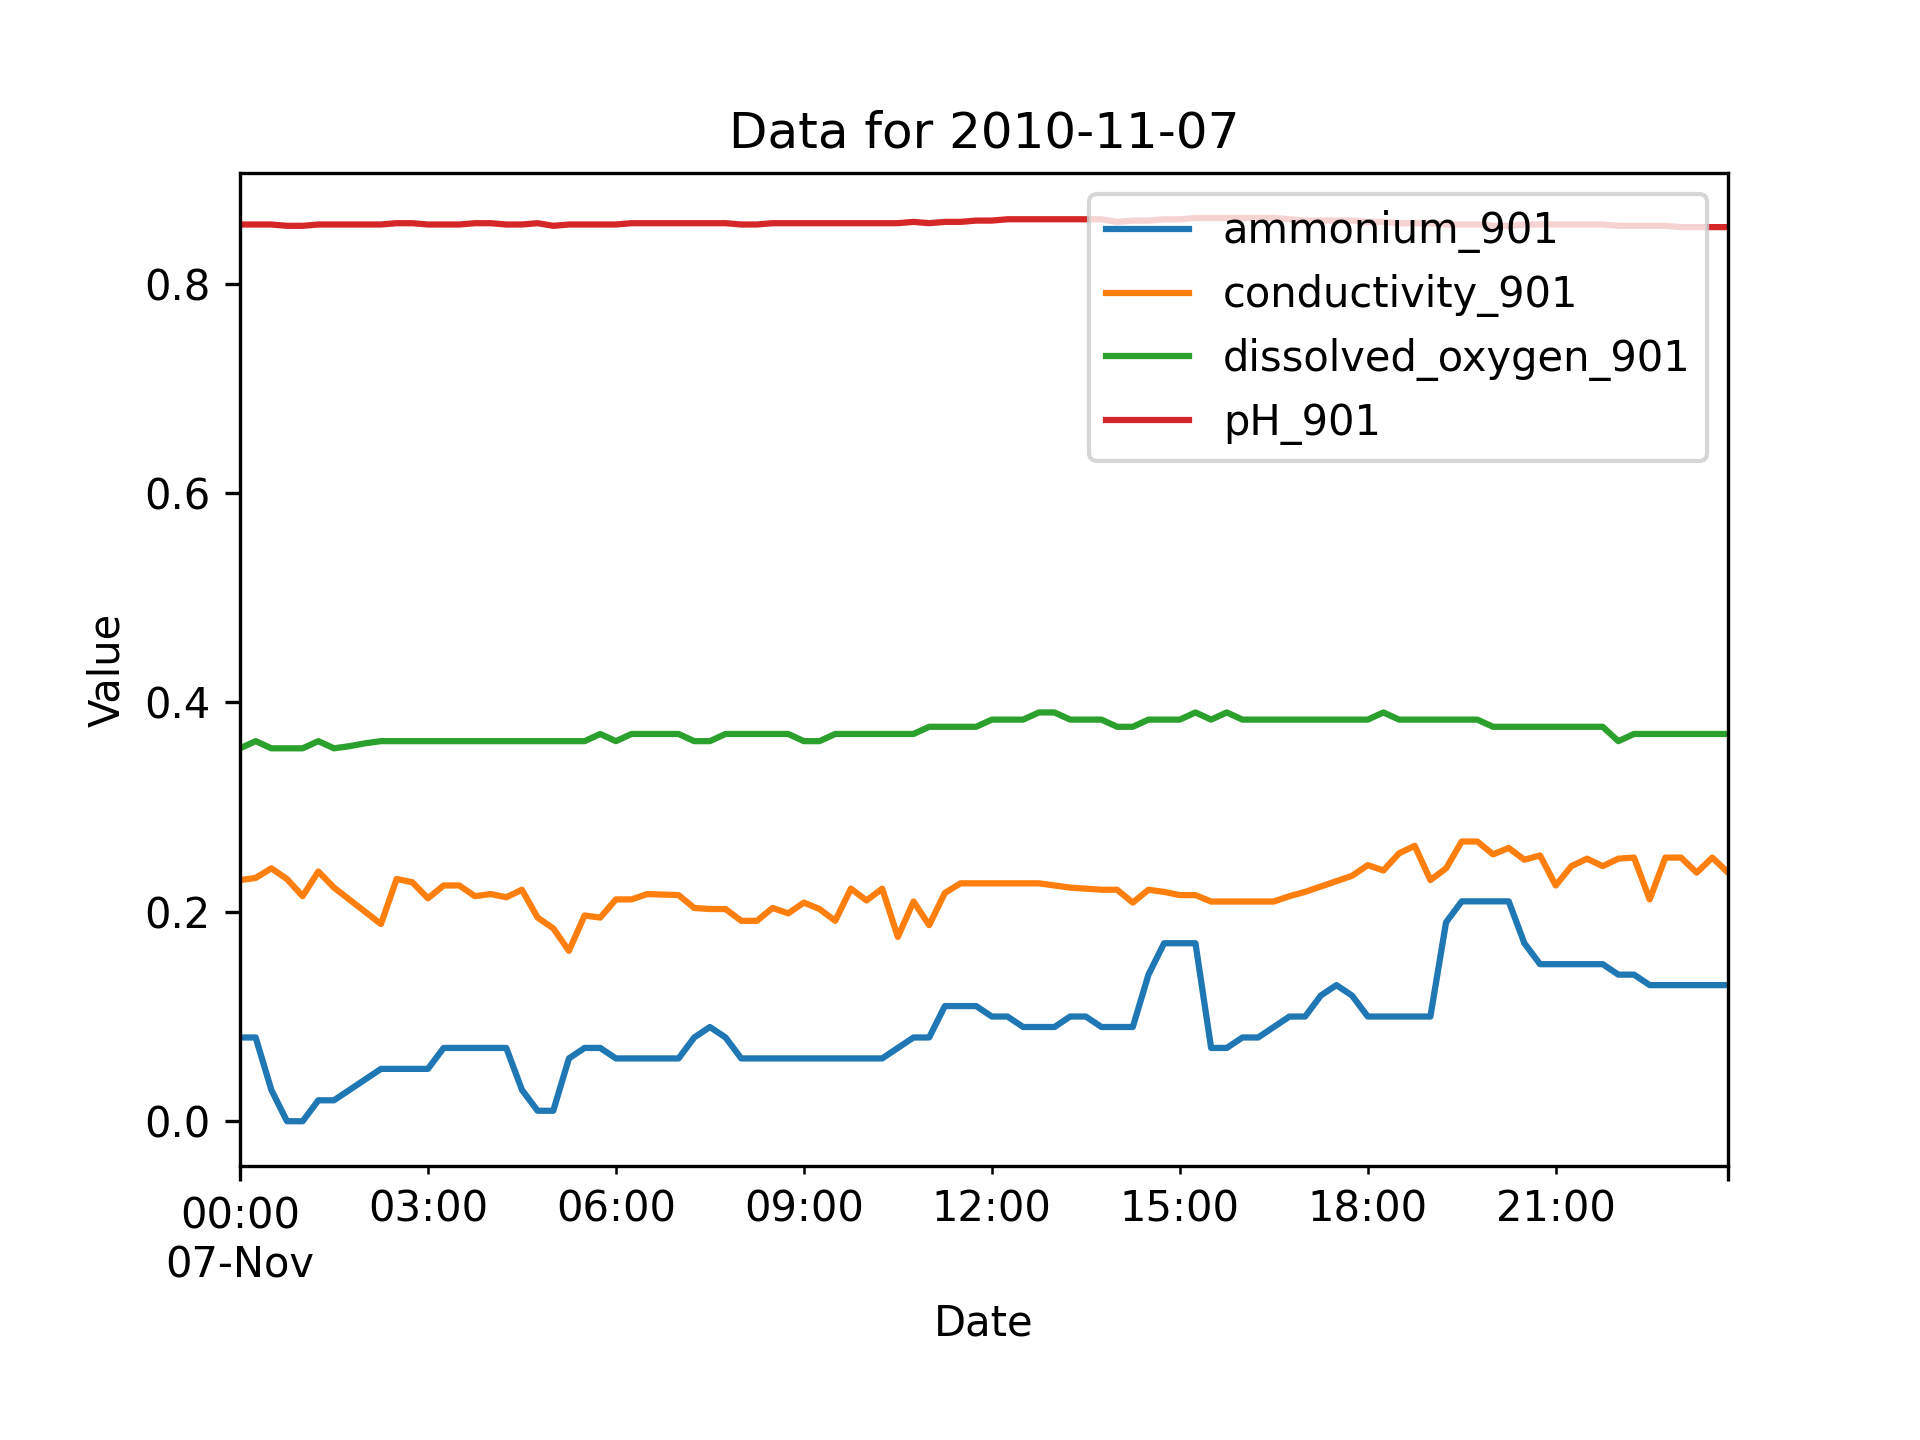 Data for 2010-11-07
ammonium_901
conductivity_901
dissolved_oxygen_901
pH_901
Value
0.8
0.6
0.4
0.2
0.0
00:00 03:00 06:00 09:00 12:00 15:00 18:00 21:00
07-Nov
Date